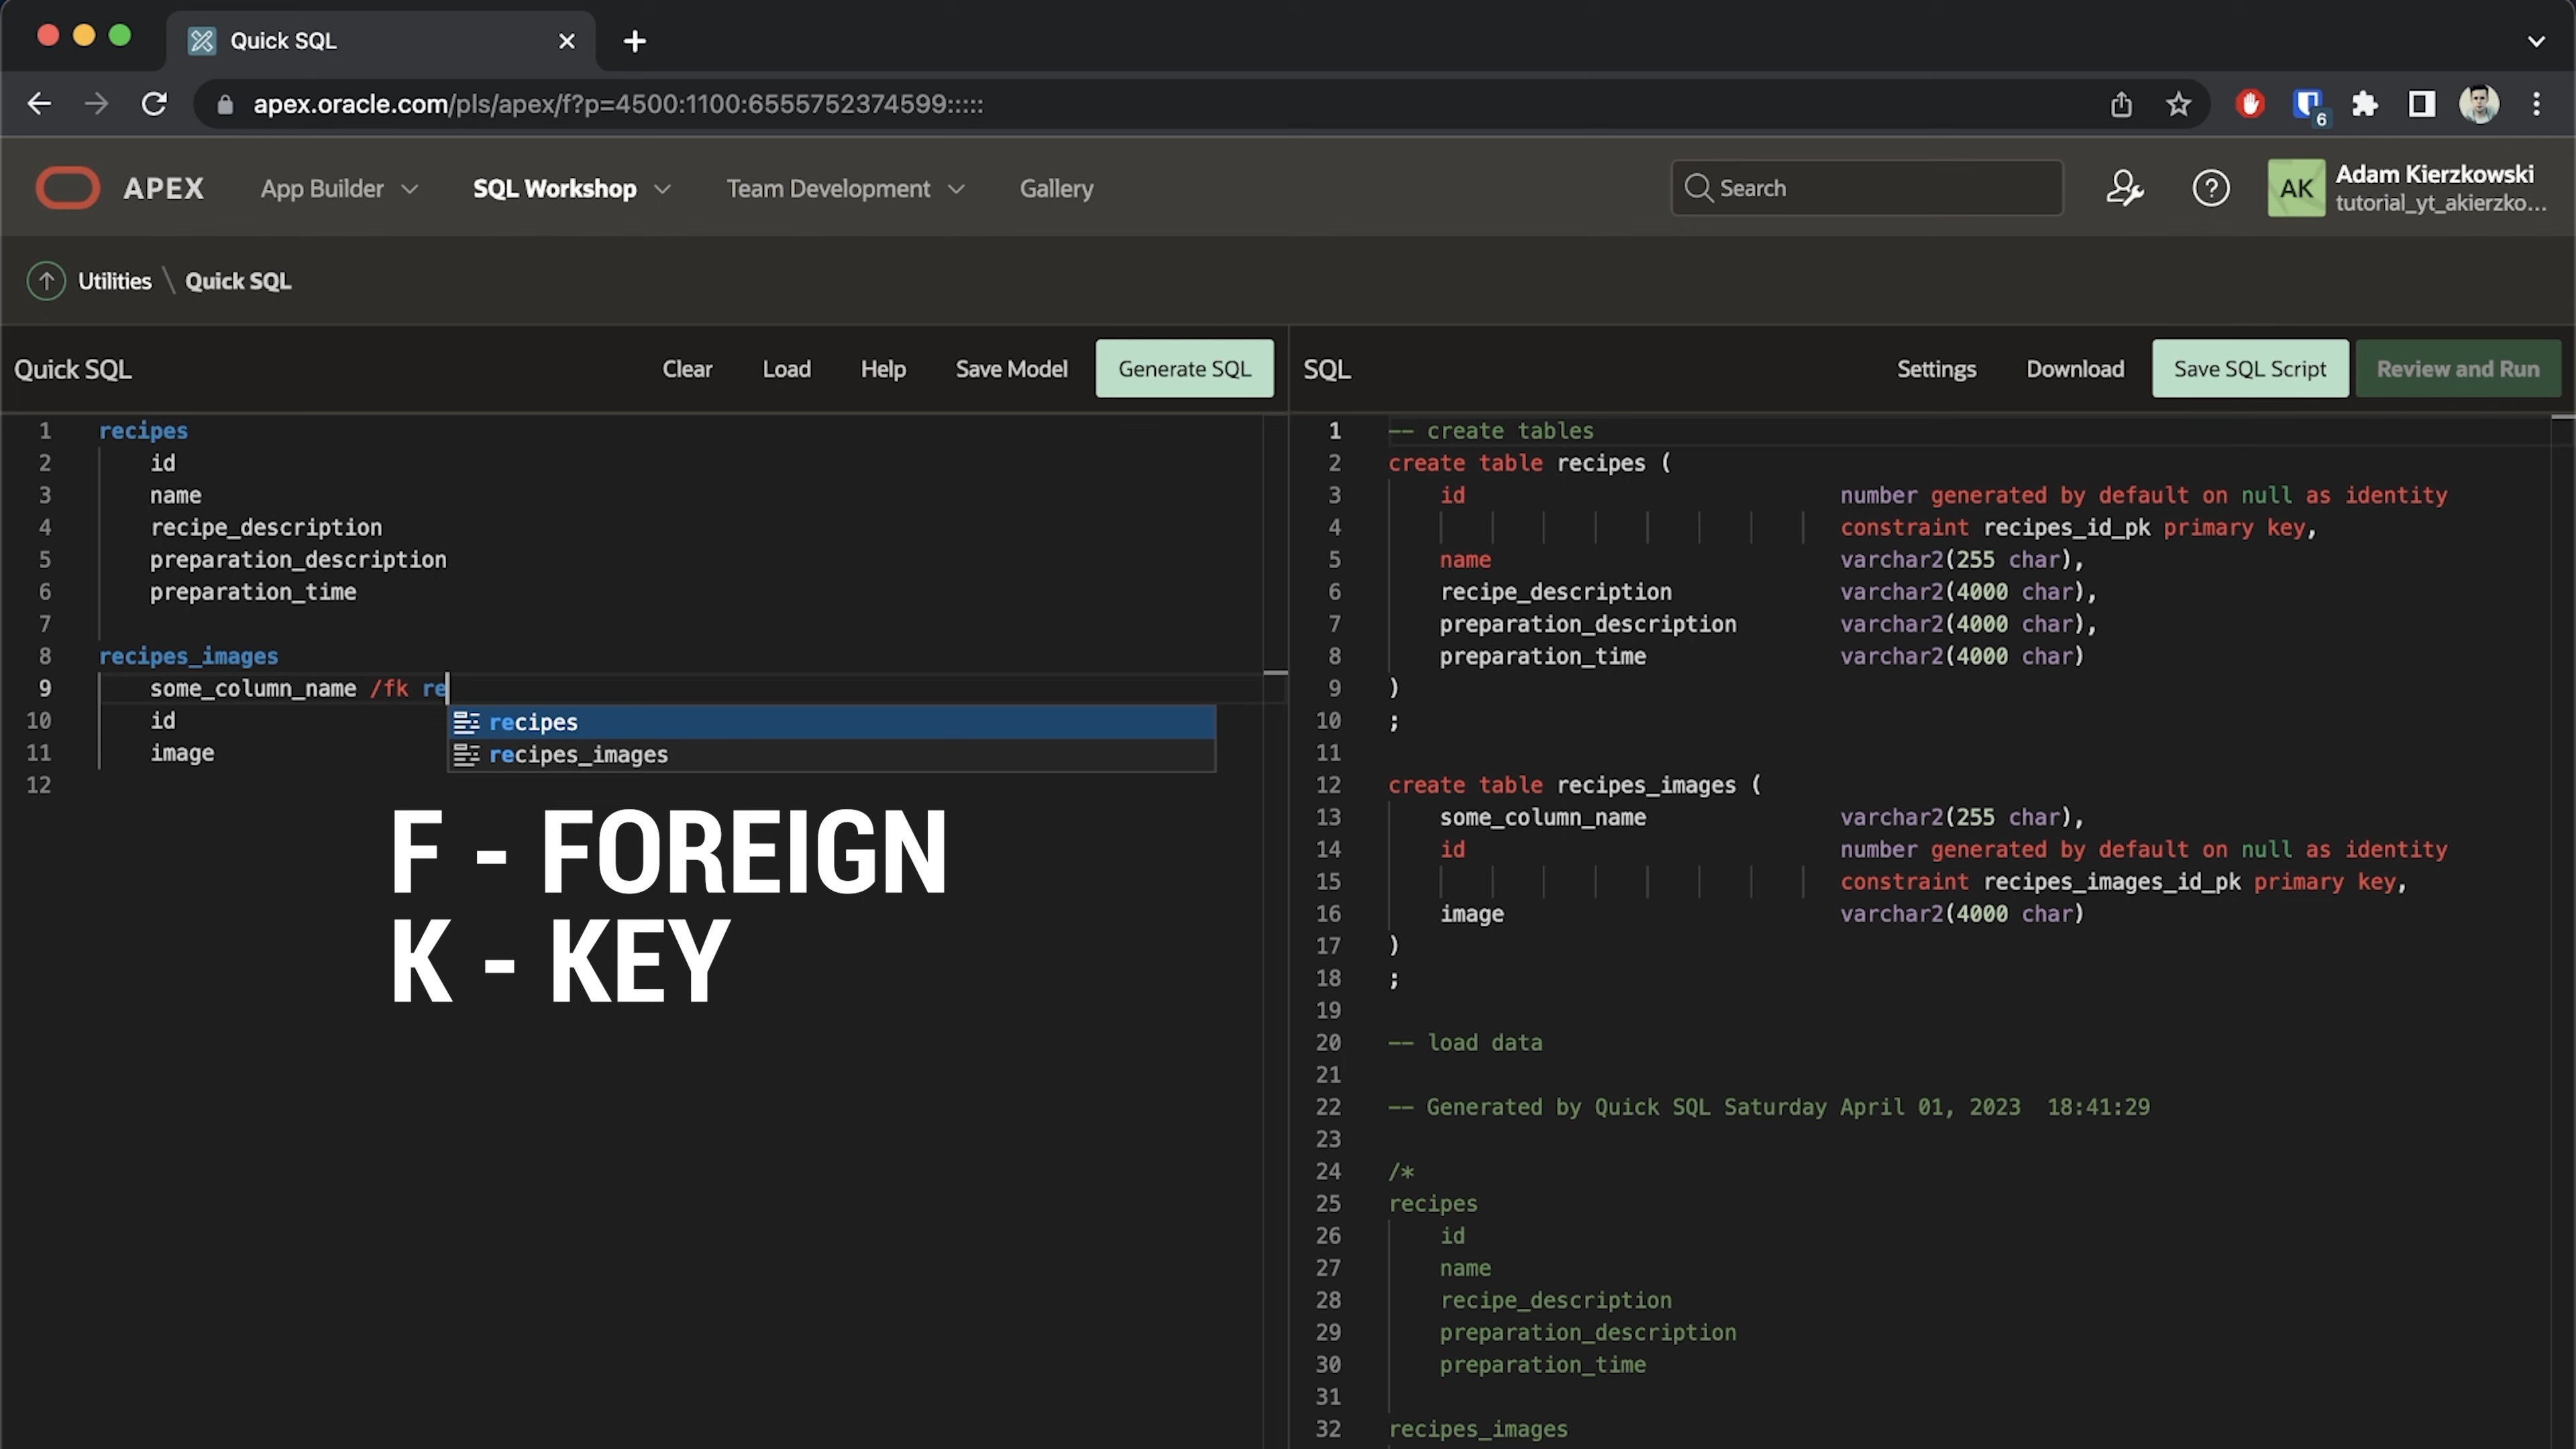 Quick SQL
apex.oracle.com/pls/apex/f?p=4500:1100:6555752374599:::::
6
APEX App Builder SQL Workshop Team Development Gallery Search AK Adam Kierzkowski
tutorial_yt_akierzko...
Utilities \ Quick SQL
Quick SQL Clear Load Help Save Model Generate SQL
1 recipes
2 id
3 name
4 recipe_description
5 preparation_description
6 preparation_time
7
8 recipes_images
9 some_column_name /fk re
recipes
recipes_images
10 id
11 image
12
F - FOREIGN
K - KEY
SQL Settings Download Save SQL Script Review and Run
1 -- create tables
2 create table recipes (
3 id number generated by default on null as identity
4 constraint recipes_id_pk primary key,
5 name varchar2(255 char),
6 recipe_description varchar2(4000 char),
7 preparation_description varchar2(4000 char),
8 preparation_time varchar2(4000 char)
9 )
10 ;
11
12 create table recipes_images (
13 some_column_name varchar2(255 char),
14 id number generated by default on null as identity
15 constraint recipes_images_id_pk primary key,
16 image varchar2(4000 char)
17 )
18 ;
19
20 -- load data
21
22 -- Generated by Quick SQL Saturday April 01, 2023  18:41:29
23
24 /*
25 recipes
26 id
27 name
28 recipe_description
29 preparation_description
30 preparation_time
31
32 recipes_images